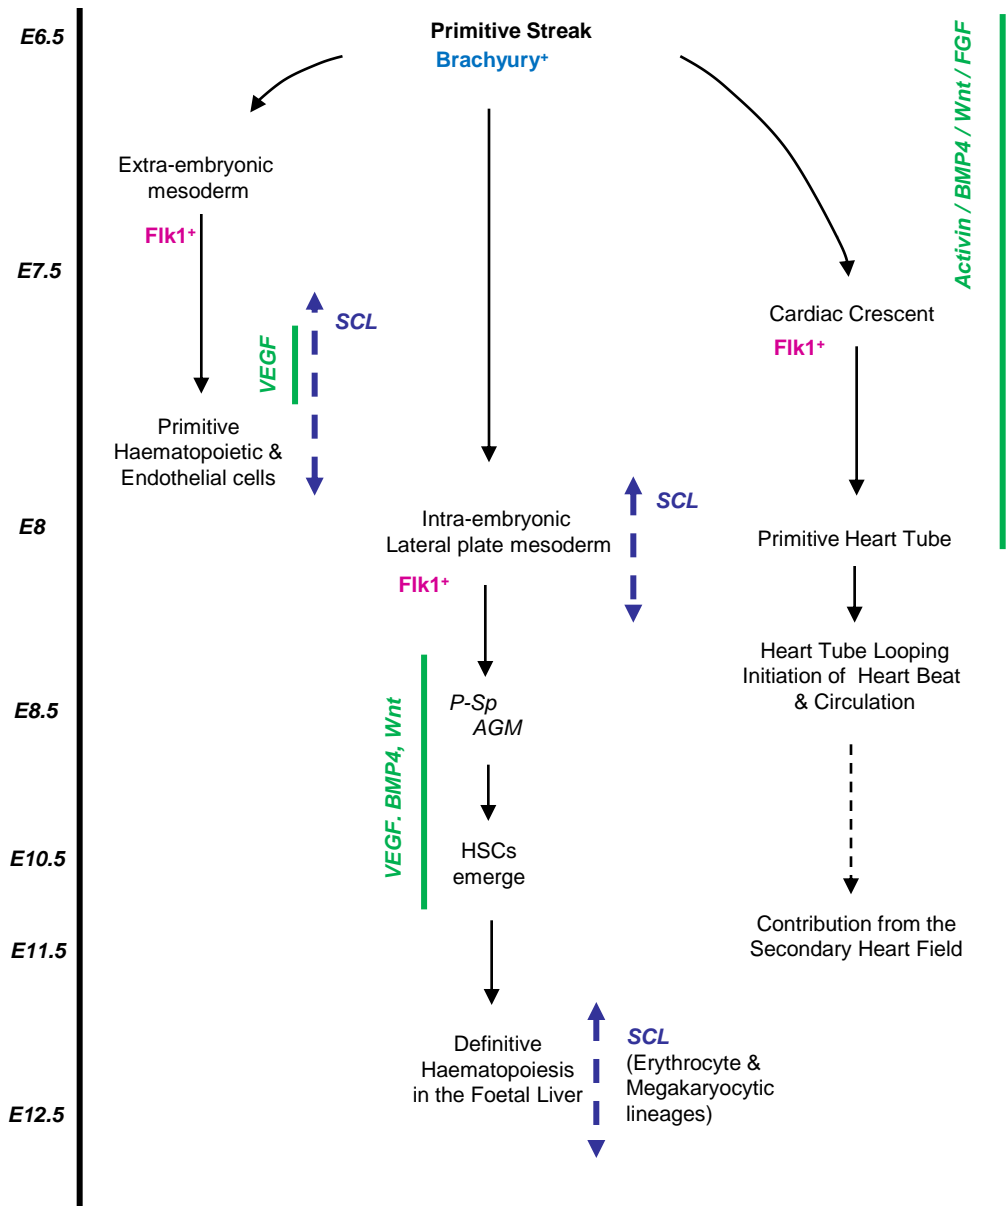 E6.5
Primitive Streak
Brachyury+
Activin / BMP4 / Wnt / FGF
Extra-embryonic
mesoderm
Flk1+
E7.5
SCL
VEGF
Cardiac Crescent
Flk1+
Primitive
Haematopoietic &
Endothelial cells
E8
Intra-embryonic
Lateral plate mesoderm
SCL
Primitive Heart Tube
Flk1+
Heart Tube Looping
Initiation of Heart Beat
& Circulation
E8.5
P-Sp
AGM
VEGF. BMP4, Wnt
E10.5
HSCs
emerge
Contribution from the
Secondary Heart Field
E11.5
Definitive
Haematopoiesis
in the Foetal Liver
SCL
(Erythrocyte &
Megakaryocytic
lineages)
E12.5